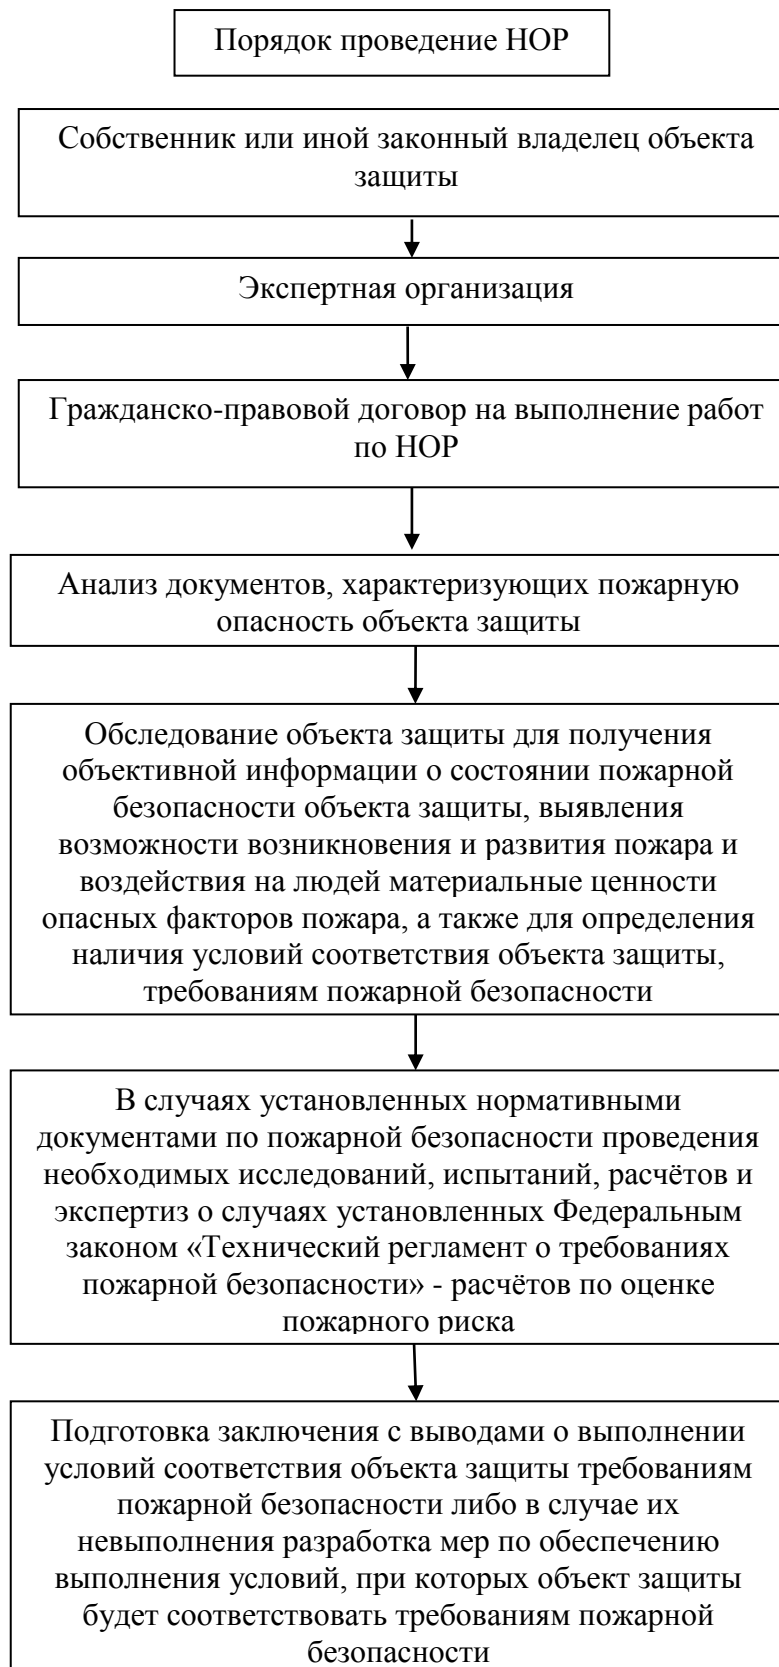 Порядок проведение НОР
Собственник или иной законный владелец объекта
защиты
Экспертная организация
Гражданско-правовой договор на выполнение работ
по НОР
Анализ документов, характеризующих пожарную
опасность объекта защиты
Обследование объекта защиты для получения
объективной информации о состоянии пожарной
безопасности объекта защиты, выявления
возможности возникновения и развития пожара и
воздействия на людей материальные ценности
опасных факторов пожара, а также для определения
наличия условий соответствия объекта защиты,
требованиям пожарной безопасности
В случаях установленных нормативными
документами по пожарной безопасности проведения
необходимых исследований, испытаний, расчётов и
экспертиз о случаях установленных Федеральным
законом «Технический регламент о требованиях
пожарной безопасности» - расчётов по оценке
пожарного риска
Подготовка заключения с выводами о выполнении
условий соответствия объекта защиты требованиям
пожарной безопасности либо в случае их
невыполнения разработка мер по обеспечению
выполнения условий, при которых объект защиты
будет соответствовать требованиям пожарной
безопасности